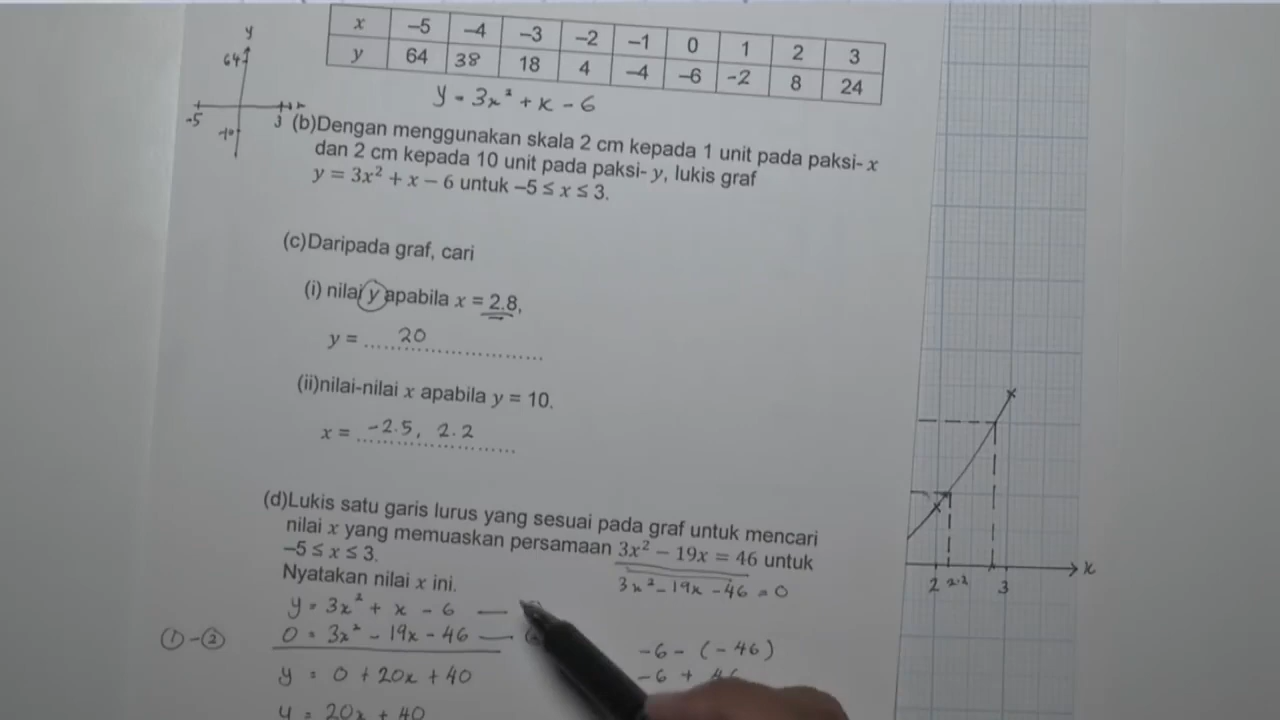 y
64
-5
3
-10
x –5 –4 –3 –2 –1 0 1 2 3
y 64 38 18 4 –4 –6 -2 8 24
y = 3x² + x - 6
(b)Dengan menggunakan skala 2 cm kepada 1 unit pada paksi-x
dan 2 cm kepada 10 unit pada paksi-y, lukis graf
y = 3x² + x – 6 untuk –5 ≤ x ≤ 3.
(c)Daripada graf, cari
(i) nilai y apabila x = 2.8,
y = ....20....................
(ii)nilai-nilai x apabila y = 10.
x = ..-2.5, 2.2............
(d)Lukis satu garis lurus yang sesuai pada graf untuk mencari
nilai x yang memuaskan persamaan 3x² – 19x = 46 untuk
–5 ≤ x ≤ 3.
Nyatakan nilai x ini.
3x² - 19x - 46 = 0
y = 3x² + x - 6 —
① - ② 0 = 3x² - 19x - 46 —
y = 0 + 20x + 40
y = 20x + 40
-6 - (-46)
-6 + 46
2 2.2 3 x